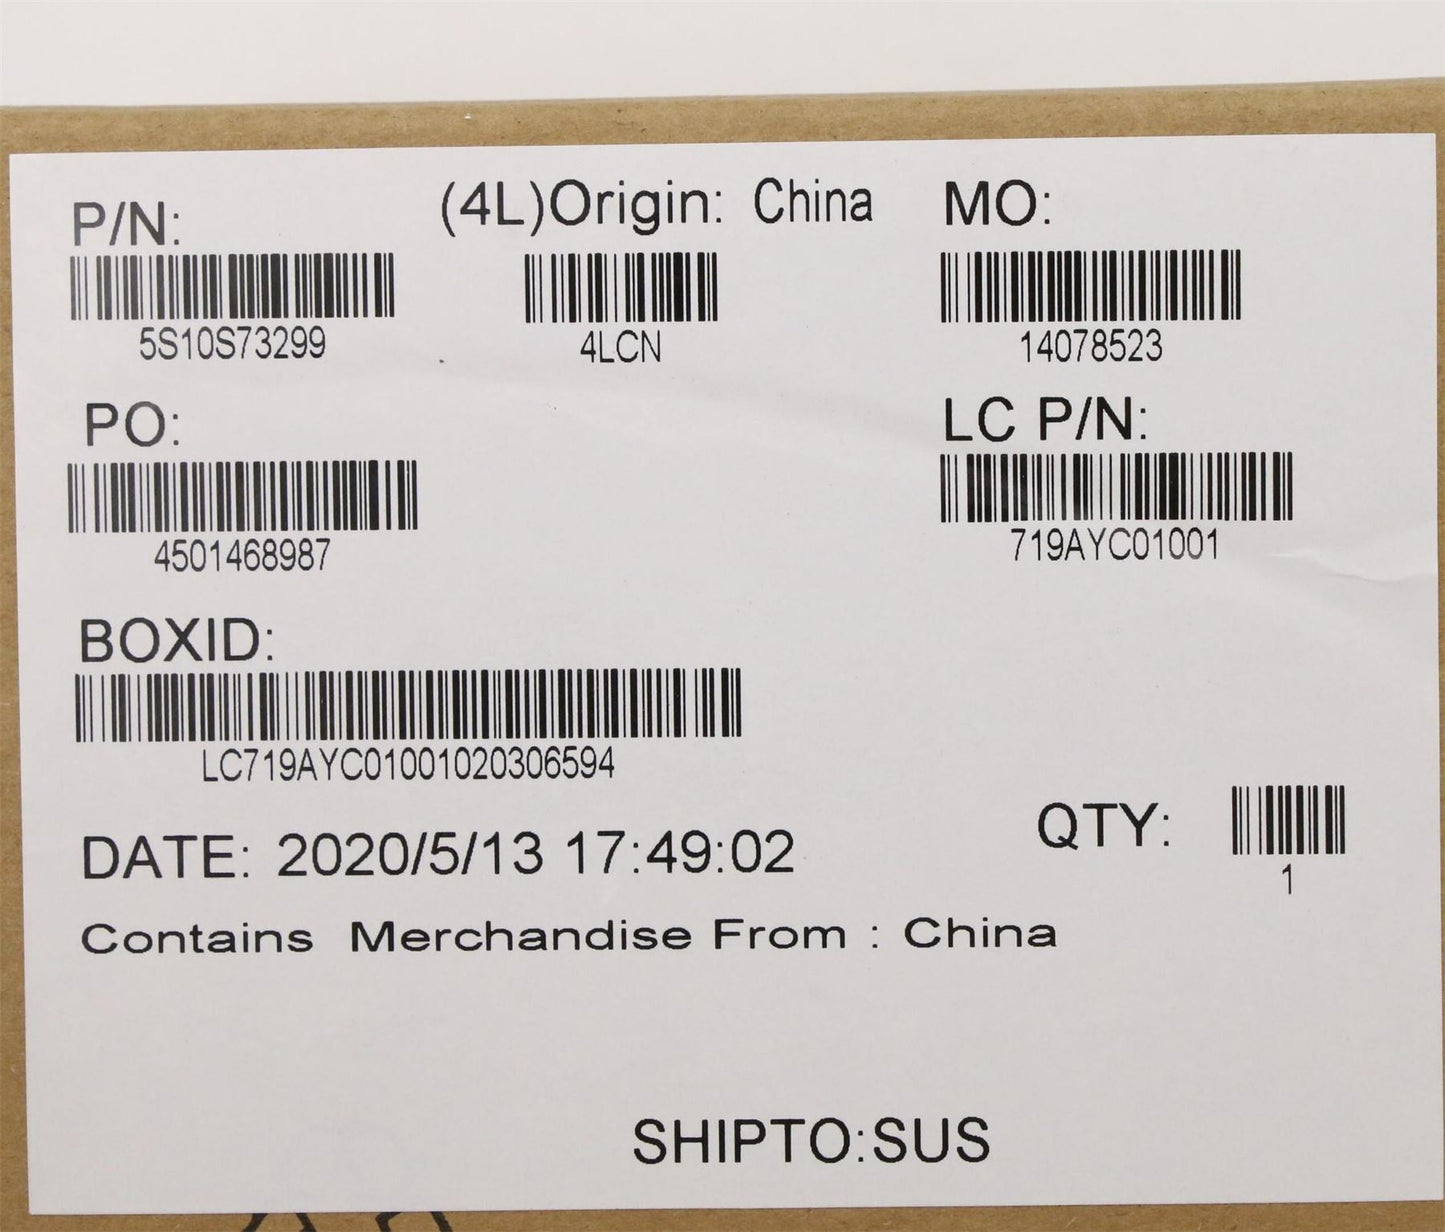 P/N:
(4L)Origin: China
MO:
5S10S73299
4LCN
14078523
PO:
LC P/N:
4501468987
719AYC01001
BOXID:
LC719AYC01001020306594
DATE: 2020/5/13 17:49:02
QTY:
1
Contains Merchandise From : China
SHIPTO:SUS